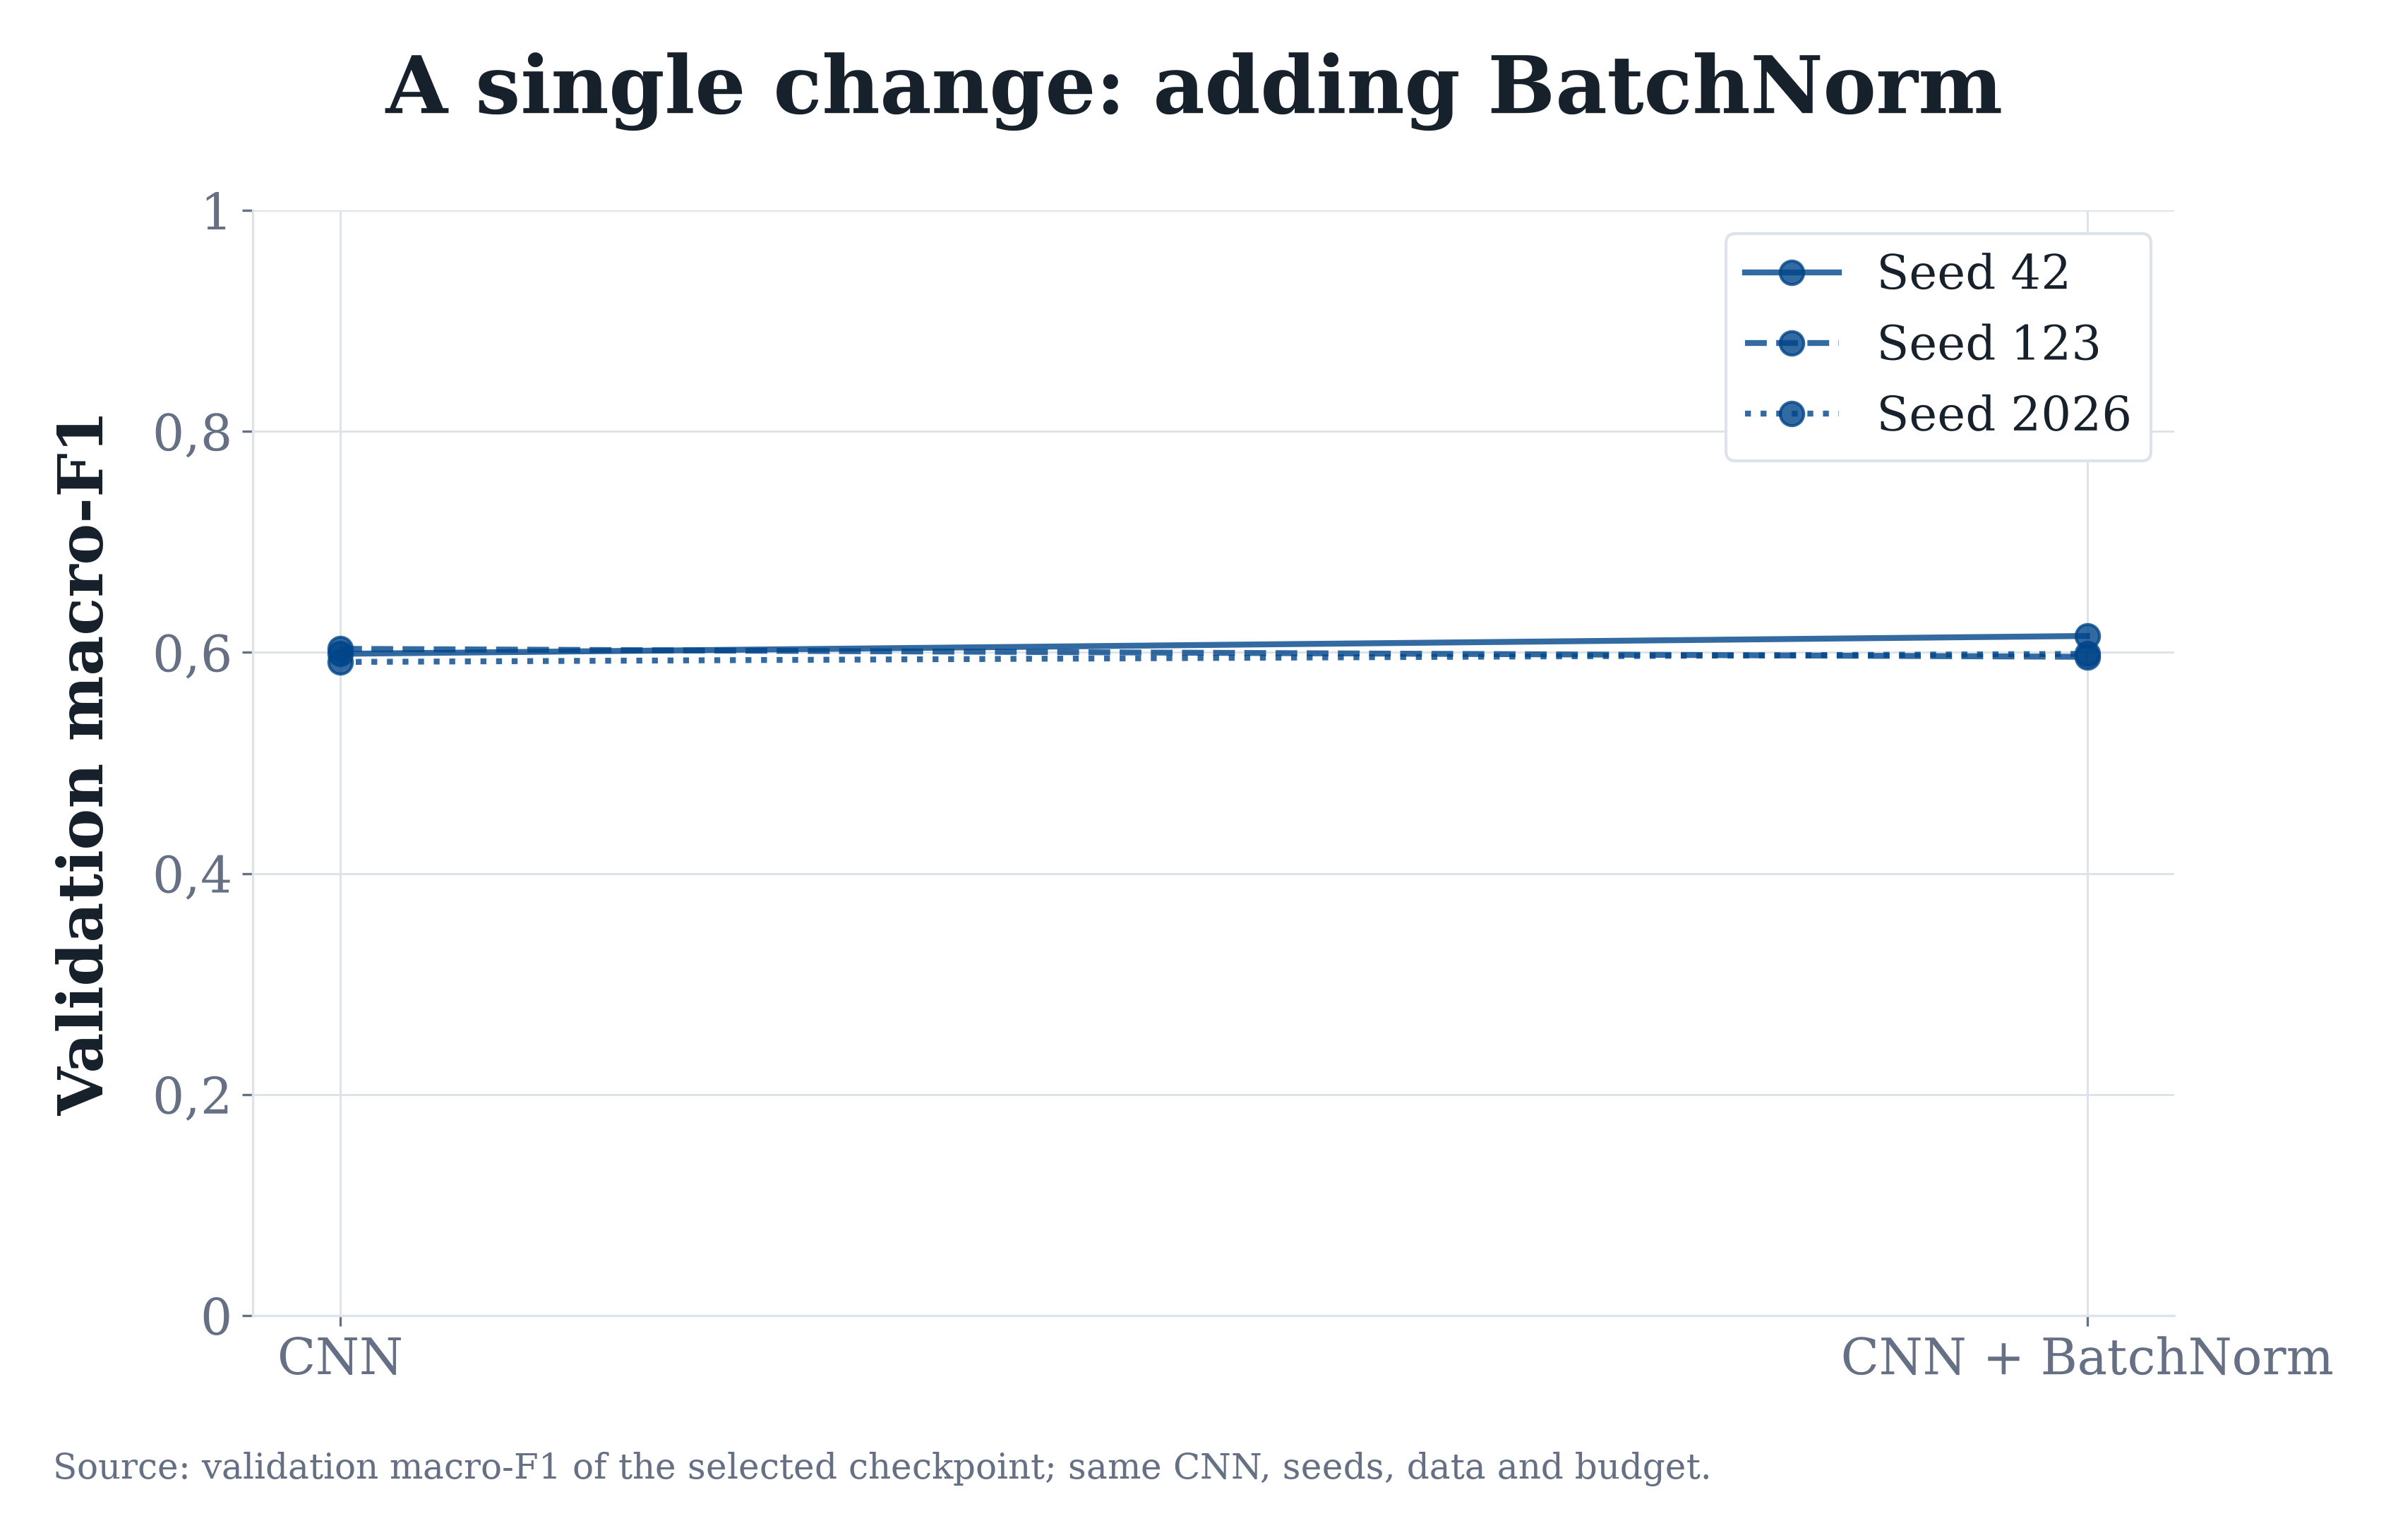 A single change: adding BatchNorm
Validation macro-F1
1
0,8
0,6
0,4
0,2
0
Seed 42
Seed 123
Seed 2026
CNN
CNN + BatchNorm
Source: validation macro-F1 of the selected checkpoint; same CNN, seeds, data and budget.